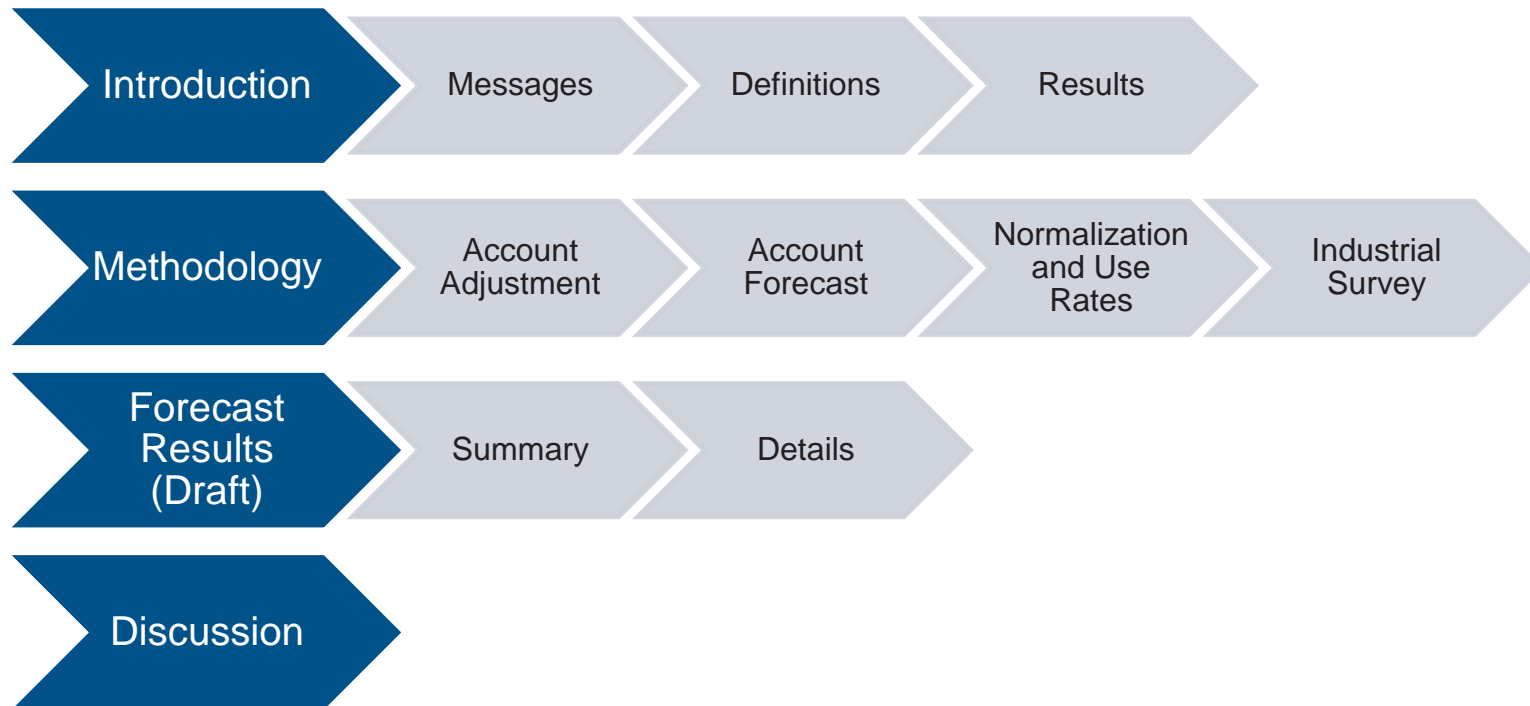 Introduction
Messages
Definitions
Results
Methodology
Account
Adjustment
Account
Forecast
Normalization
and Use
Rates
Industrial
Survey
Forecast
Results
(Draft)
Summary
Details
Discussion